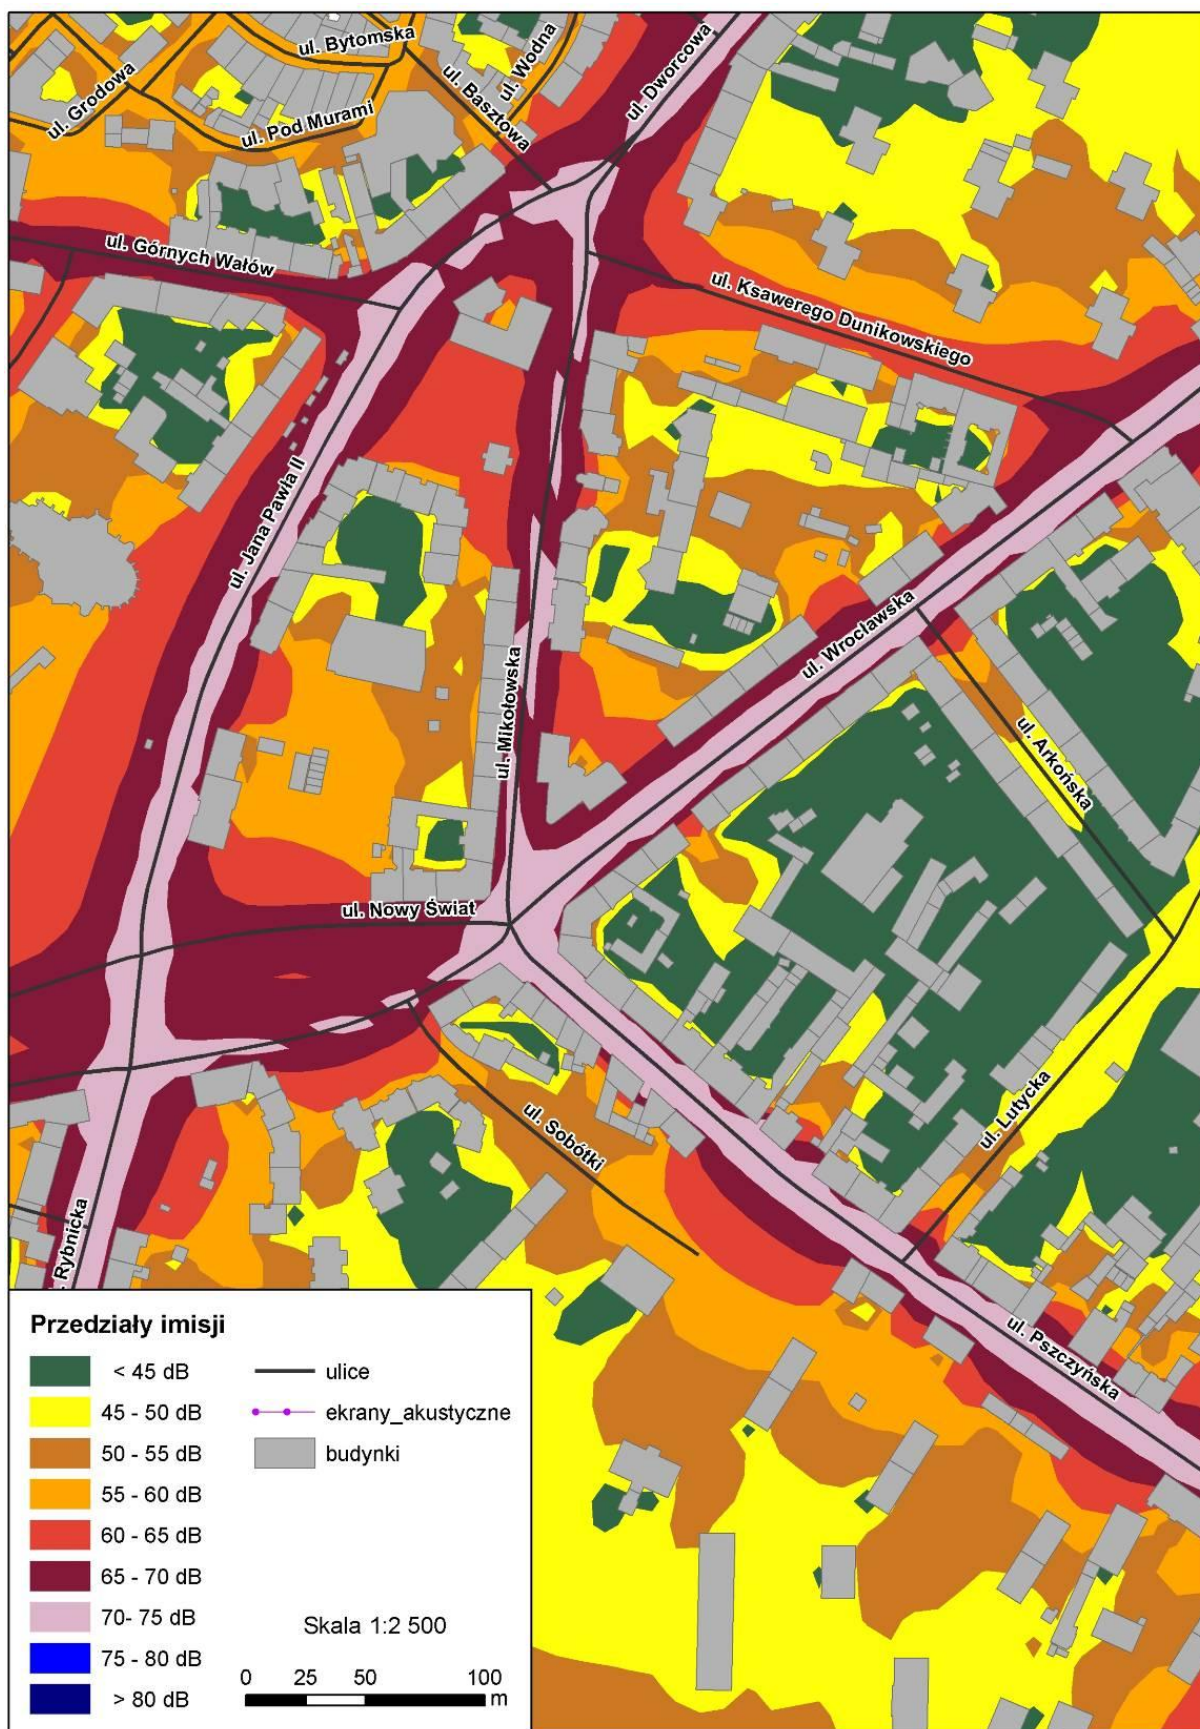 ul. Bytomska
ul. Wodna
ul. Dworcowa
ul. Grodowa
ul. Basztowa
ul. Pod Murami
ul. Górnych Wałów
ul. Ksawerego Dunikowskiego
ul. Jana Pawła II
ul. Wrocławska
ul. Mikołowska
ul. Arkońska
ul. Nowy Świat
ul. Lutycka
ul. Sobótki
. Rybnicka
ul. Pszczyńska
Przedziały imisji
< 45 dB
45 - 50 dB
50 - 55 dB
55 - 60 dB
60 - 65 dB
65 - 70 dB
70- 75 dB
75 - 80 dB
> 80 dB
ulice
ekrany_akustyczne
budynki
Skala 1:2 500
0 25 50 100
m